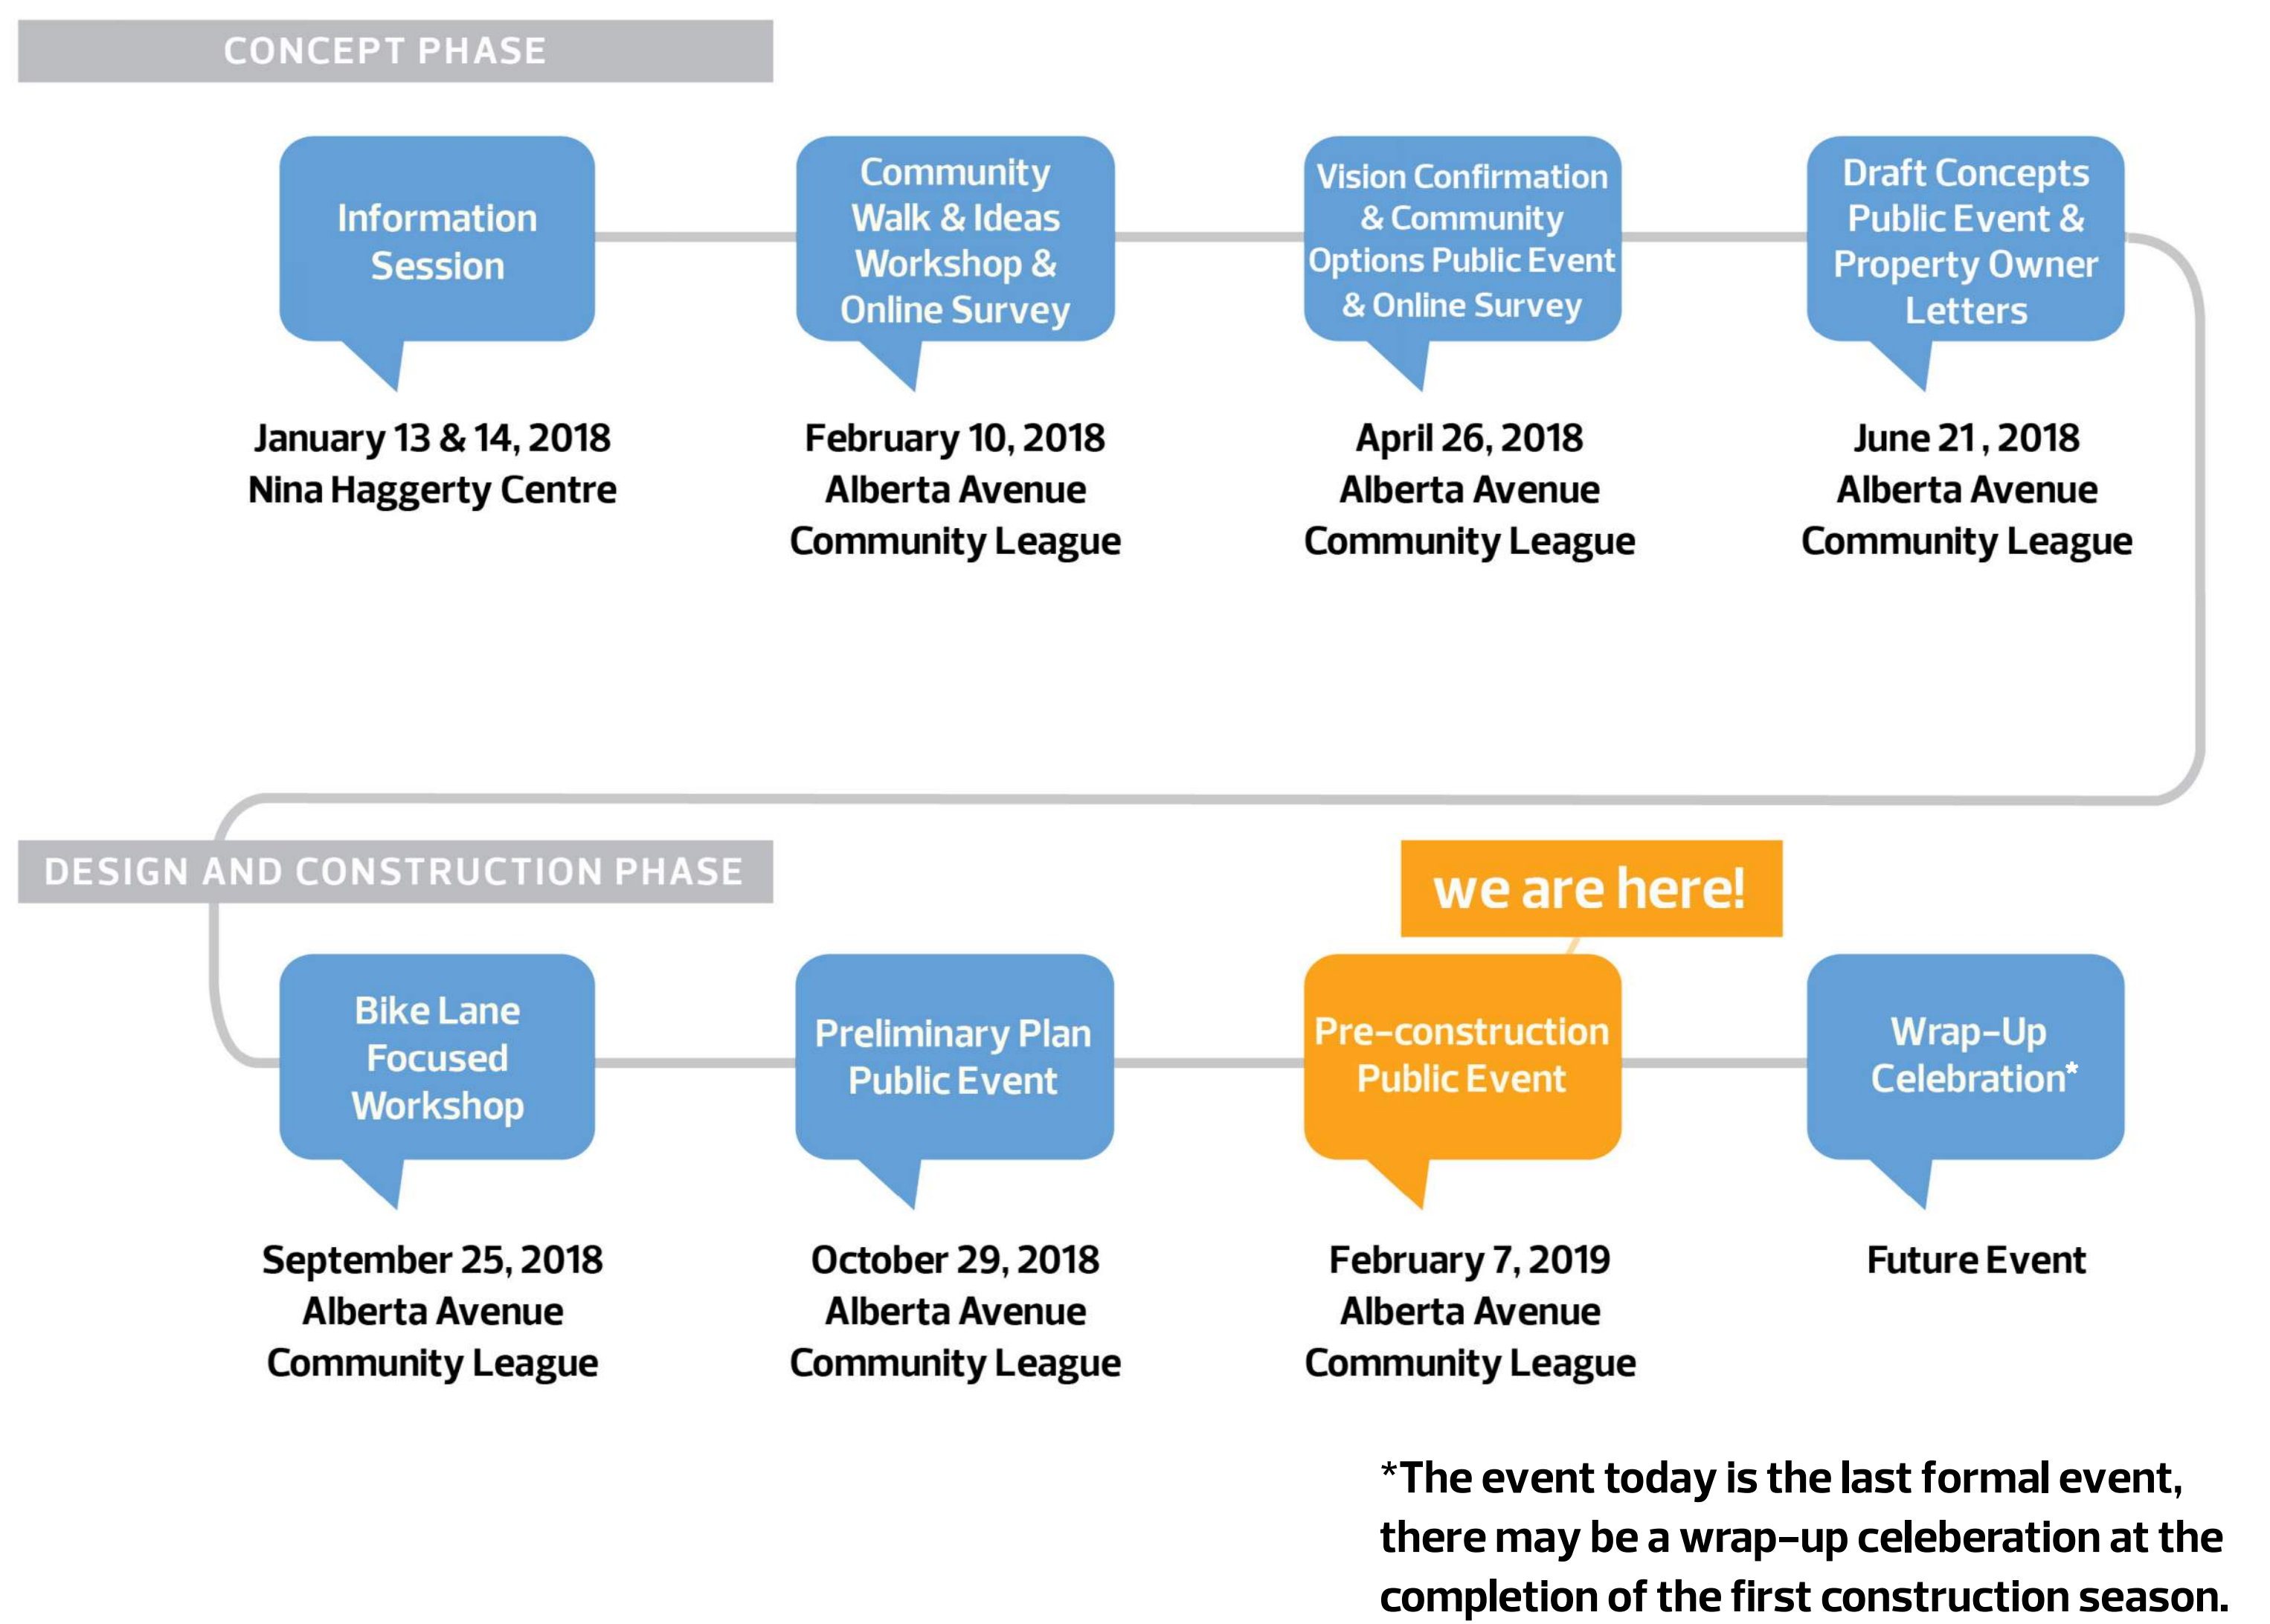 CONCEPT PHASE
Information
Session
January 13 & 14, 2018
Nina Haggerty Centre
Community
Walk & Ideas
Workshop &
Online Survey
February 10, 2018
Alberta Avenue
Community League
Vision Confirmation
& Community
Options Public Event
& Online Survey
April 26, 2018
Alberta Avenue
Community League
Draft Concepts
Public Event &
Property Owner
Letters
June 21, 2018
Alberta Avenue
Community League
DESIGN AND CONSTRUCTION PHASE
Bike Lane
Focused
Workshop
September 25, 2018
Alberta Avenue
Community League
Preliminary Plan
Public Event
October 29, 2018
Alberta Avenue
Community League
we are here!
Pre-construction
Public Event
February 7, 2019
Alberta Avenue
Community League
Wrap-Up
Celebration*
Future Event
*The event today is the last formal event,
there may be a wrap-up celeberation at the
completion of the first construction season.